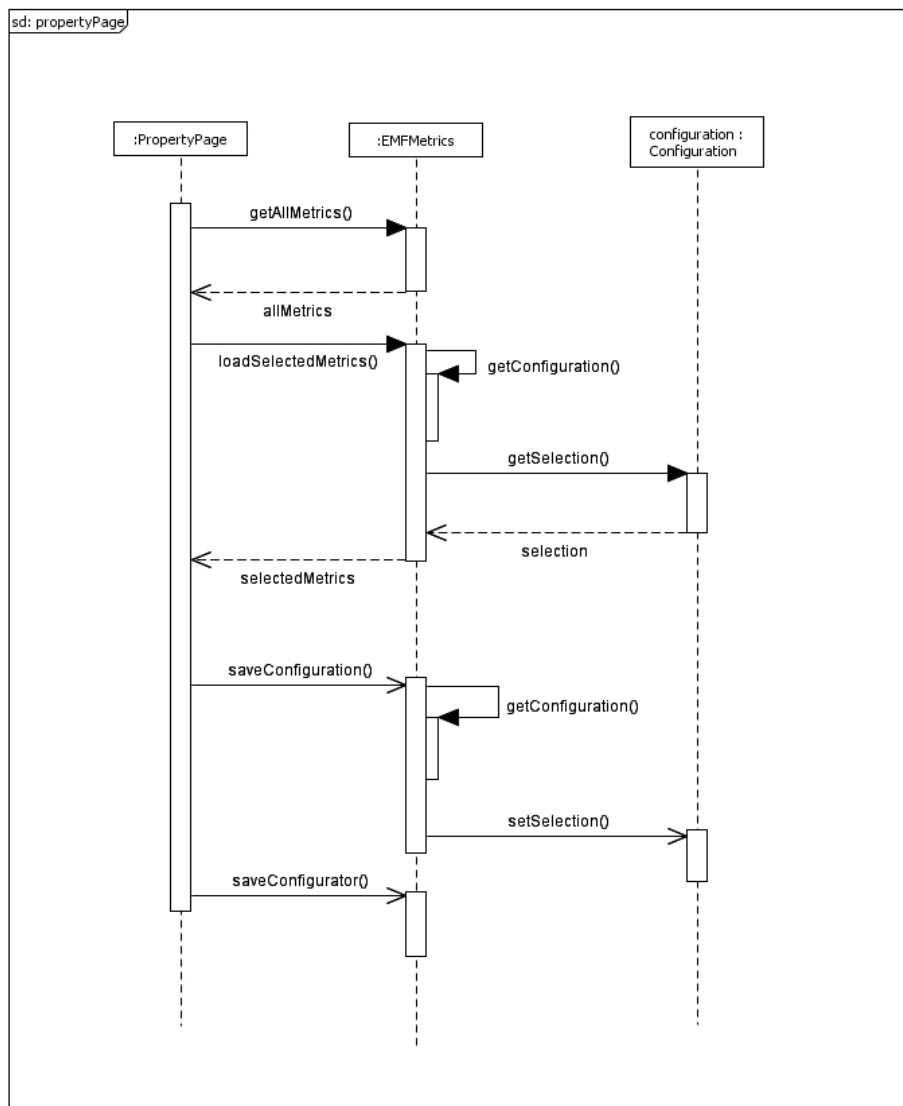 sd: propertyPage
:PropertyPage
:EMFMetrics
configuration :
Configuration
getAllMetrics()
allMetrics
loadSelectedMetrics()
getConfiguration()
getSelection()
selection
selectedMetrics
saveConfiguration()
getConfiguration()
setSelection()
saveConfigurator()